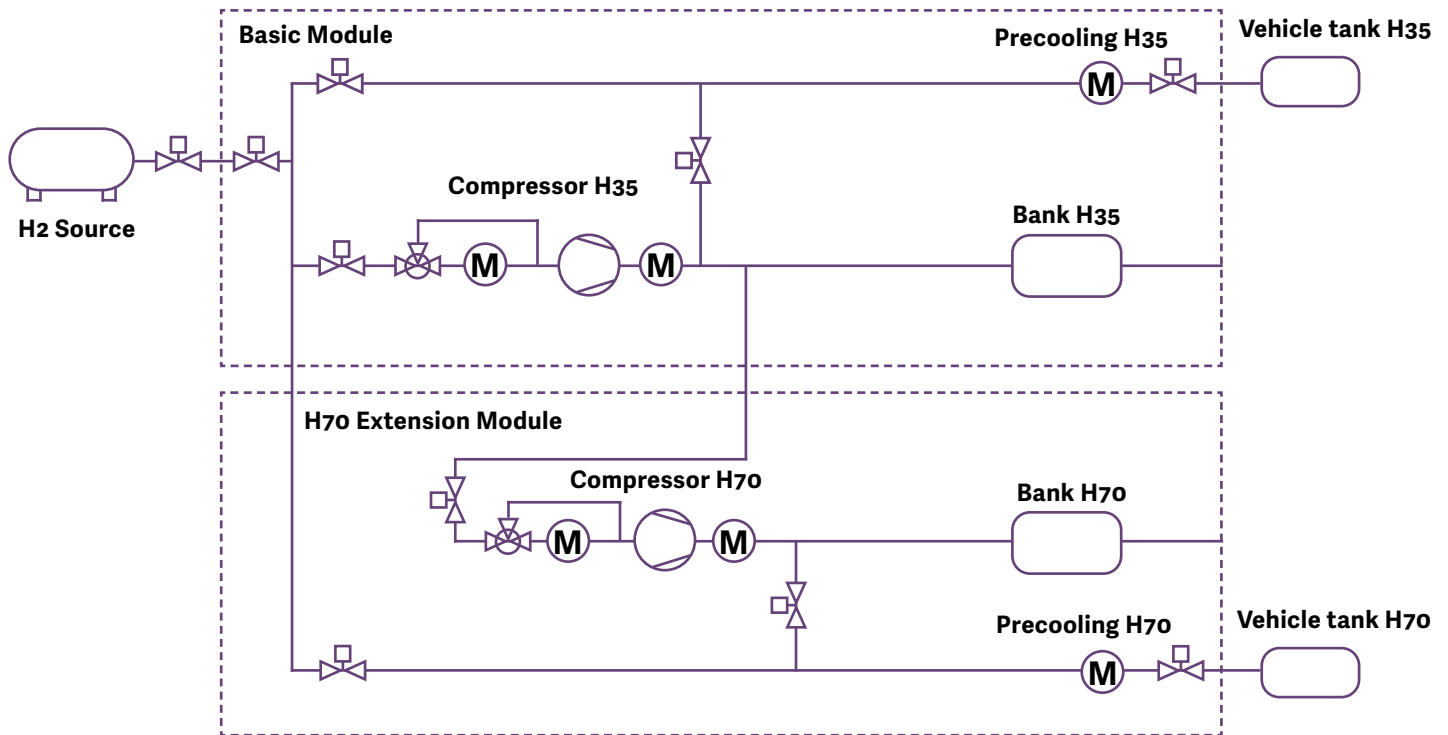 Basic Module
Precooling H35
Vehicle tank H35
M
H2 Source
Compressor H35
Bank H35
M
M
H70 Extension Module
Compressor H70
Bank H70
M
M
Precooling H70
Vehicle tank H70
M